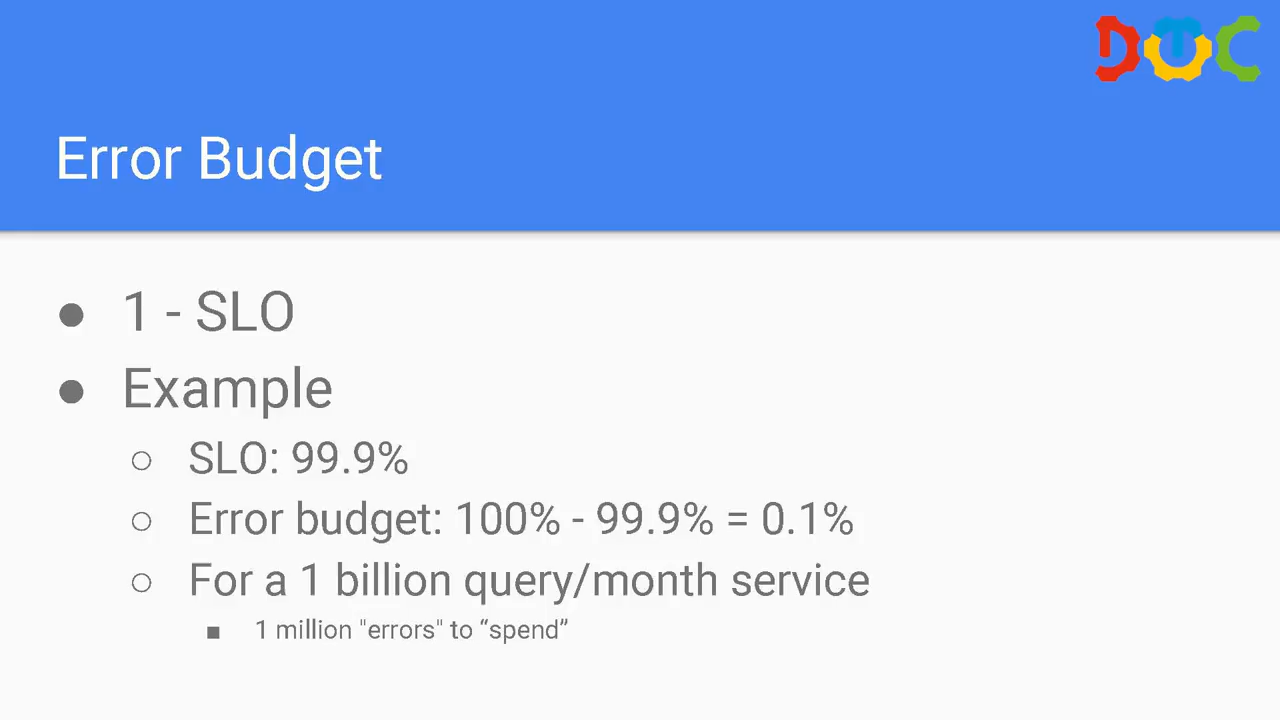 DUC
Error Budget
● 1 - SLO
● Example
○ SLO: 99.9%
○ Error budget: 100% - 99.9% = 0.1%
○ For a 1 billion query/month service
■ 1 million "errors" to “spend”